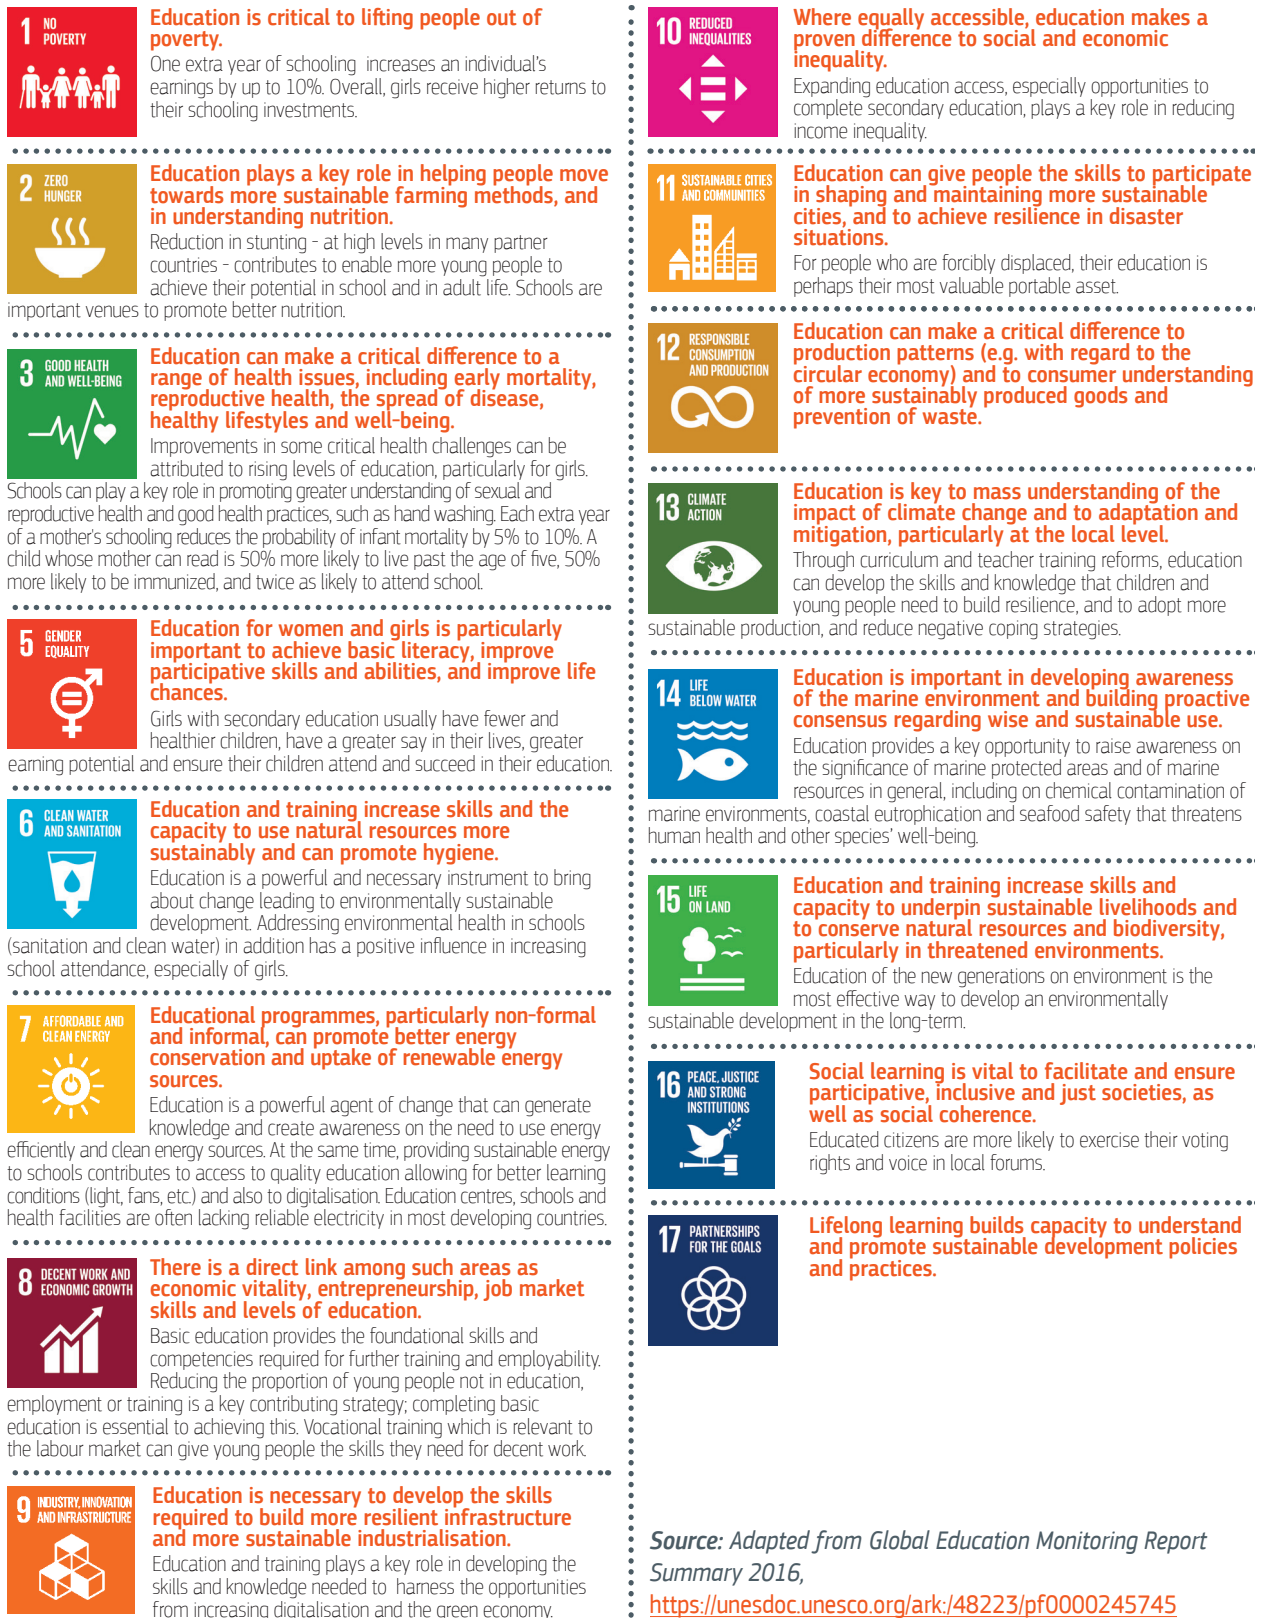 1 NO
POVERTY
Education is critical to lifting people out of
poverty.
One extra year of schooling increases an individual's
earnings by up to 10%. Overall, girls receive higher returns to
their schooling investments.
2 ZERO
HUNGER
Education plays a key role in helping people move
towards more sustainable farming methods, and
in understanding nutrition.
Reduction in stunting - at high levels in many partner
countries - contributes to enable more young people to
achieve their potential in school and in adult life. Schools are
important venues to promote better nutrition.
3 GOOD HEALTH
AND WELL-BEING
Education can make a critical difference to a
range of health issues, including early mortality,
reproductive health, the spread of disease,
healthy lifestyles and well-being.
Improvements in some critical health challenges can be
attributed to rising levels of education, particularly for girls.
Schools can play a key role in promoting greater understanding of sexual and
reproductive health and good health practices, such as hand washing. Each extra year
of a mother's schooling reduces the probability of infant mortality by 5% to 10%. A
child whose mother can read is 50% more likely to live past the age of five, 50%
more likely to be immunized, and twice as likely to attend school.
5 GENDER
EQUALITY
Education for women and girls is particularly
important to achieve basic literacy, improve
participative skills and abilities, and improve life
chances.
Girls with secondary education usually have fewer and
healthier children, have a greater say in their lives, greater
earning potential and ensure their children attend and succeed in their education.
6 CLEAN WATER
AND SANITATION
Education and training increase skills and the
capacity to use natural resources more
sustainably and can promote hygiene.
Education is a powerful and necessary instrument to bring
about change leading to environmentally sustainable
development. Addressing environmental health in schools
(sanitation and clean water) in addition has a positive influence in increasing
school attendance, especially of girls.
7 AFFORDABLE AND
CLEAN ENERGY
Educational programmes, particularly non-formal
and informal, can promote better energy
conservation and uptake of renewable energy
sources.
Education is a powerful agent of change that can generate
knowledge and create awareness on the need to use energy
efficiently and clean energy sources. At the same time, providing sustainable energy
to schools contributes to access to quality education allowing for better learning
conditions (light, fans, etc.) and also to digitalisation. Education centres, schools and
health facilities are often lacking reliable electricity in most developing countries.
8 DECENT WORK AND
ECONOMIC GROWTH
There is a direct link among such areas as
economic vitality, entrepreneurship, job market
skills and levels of education.
Basic education provides the foundational skills and
competencies required for further training and employability.
Reducing the proportion of young people not in education,
employment or training is a key contributing strategy; completing basic
education is essential to achieving this. Vocational training which is relevant to
the labour market can give young people the skills they need for decent work.
9 INDUSTRY, INNOVATION
AND INFRASTRUCTURE
Education is necessary to develop the skills
required to build more resilient infrastructure
and more sustainable industrialisation.
Education and training plays a key role in developing the
skills and knowledge needed to harness the opportunities
from increasing digitalisation and the green economy.
10 REDUCED
INEQUALITIES
Where equally accessible, education makes a
proven difference to social and economic
inequality.
Expanding education access, especially opportunities to
complete secondary education, plays a key role in reducing
income inequality.
11 SUSTAINABLE CITIES
AND COMMUNITIES
Education can give people the skills to participate
in shaping and maintaining more sustainable
cities, and to achieve resilience in disaster
situations.
For people who are forcibly displaced, their education is
perhaps their most valuable portable asset.
12 RESPONSIBLE
CONSUMPTION
AND PRODUCTION
Education can make a critical difference to
production patterns (e.g. with regard to the
circular economy) and to consumer understanding
of more sustainably produced goods and
prevention of waste.
13 CLIMATE
ACTION
Education is key to mass understanding of the
impact of climate change and to adaptation and
mitigation, particularly at the local level.
Through curriculum and teacher training reforms, education
can develop the skills and knowledge that children and
young people need to build resilience, and to adopt more
sustainable production, and reduce negative coping strategies.
14 LIFE
BELOW WATER
Education is important in developing awareness
of the marine environment and building proactive
consensus regarding wise and sustainable use.
Education provides a key opportunity to raise awareness on
the significance of marine protected areas and of marine
resources in general, including on chemical contamination of
marine environments, coastal eutrophication and seafood safety that threatens
human health and other species' well-being.
15 LIFE
ON LAND
Education and training increase skills and
capacity to underpin sustainable livelihoods and
to conserve natural resources and biodiversity,
particularly in threatened environments.
Education of the new generations on environment is the
most effective way to develop an environmentally
sustainable development in the long-term.
16 PEACE, JUSTICE
AND STRONG
INSTITUTIONS
Social learning is vital to facilitate and ensure
participative, inclusive and just societies, as
well as social coherence.
Educated citizens are more likely to exercise their voting
rights and voice in local forums.
17 PARTNERSHIPS
FOR THE GOALS
Lifelong learning builds capacity to understand
and promote sustainable development policies
and practices.
Source: Adapted from Global Education Monitoring Report
Summary 2016,
https://unesdoc.unesco.org/ark:/48223/pf0000245745